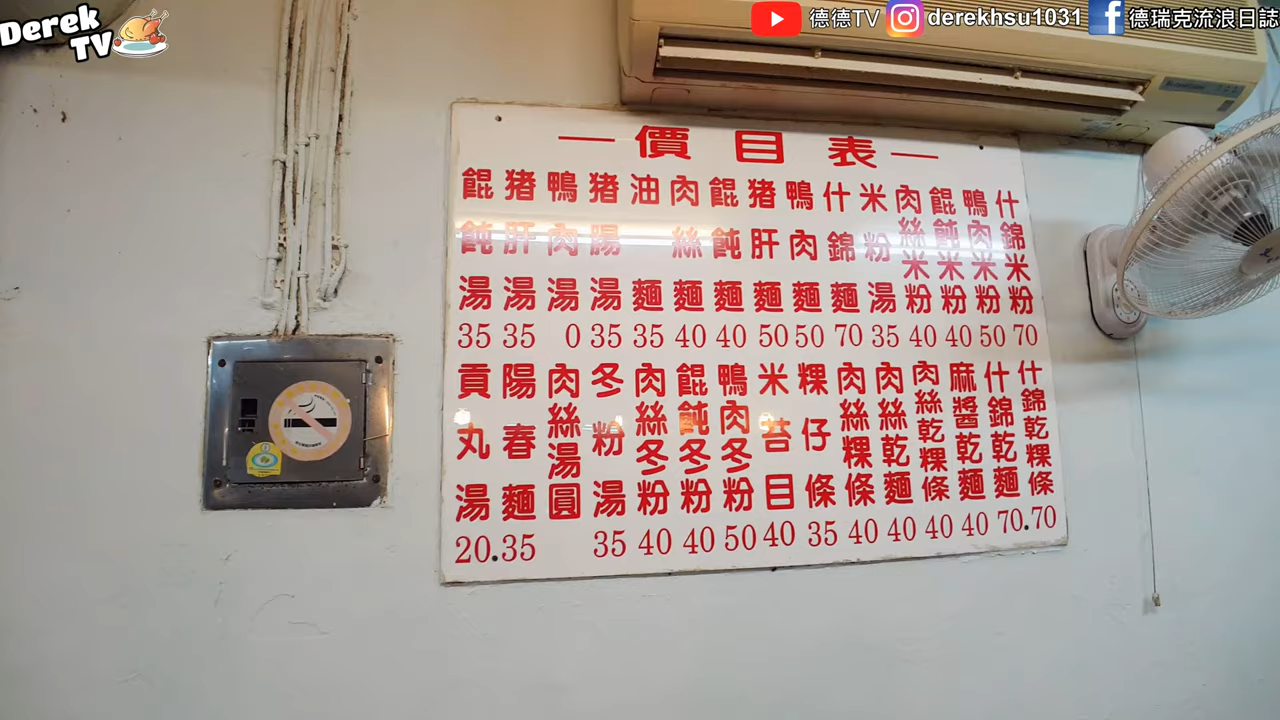 Derek
TV
德德TV
derekhsu1031
德瑞克流浪日誌
—價目表—
餛飩湯 35
猪肝湯 35
鴨肉湯 0
猪腸湯 35
油麵 35
肉絲麵 40
餛飩麵 40
猪肝麵 50
鴨肉麵 50
什錦麵 70
米粉湯 35
肉絲米粉 40
餛飩米粉 40
鴨肉米粉 50
什錦米粉 70
貢丸湯 20.
陽春麵 35
肉絲湯圓
冬粉湯 35
肉絲冬粉 40
餛飩冬粉 40
鴨肉冬粉 50
米苔目 40
粿仔條 35
肉絲粿條 40
肉絲乾麵 40
肉絲乾粿條 40
麻醬乾麵 40
什錦乾麵 70.
什錦乾粿條 70